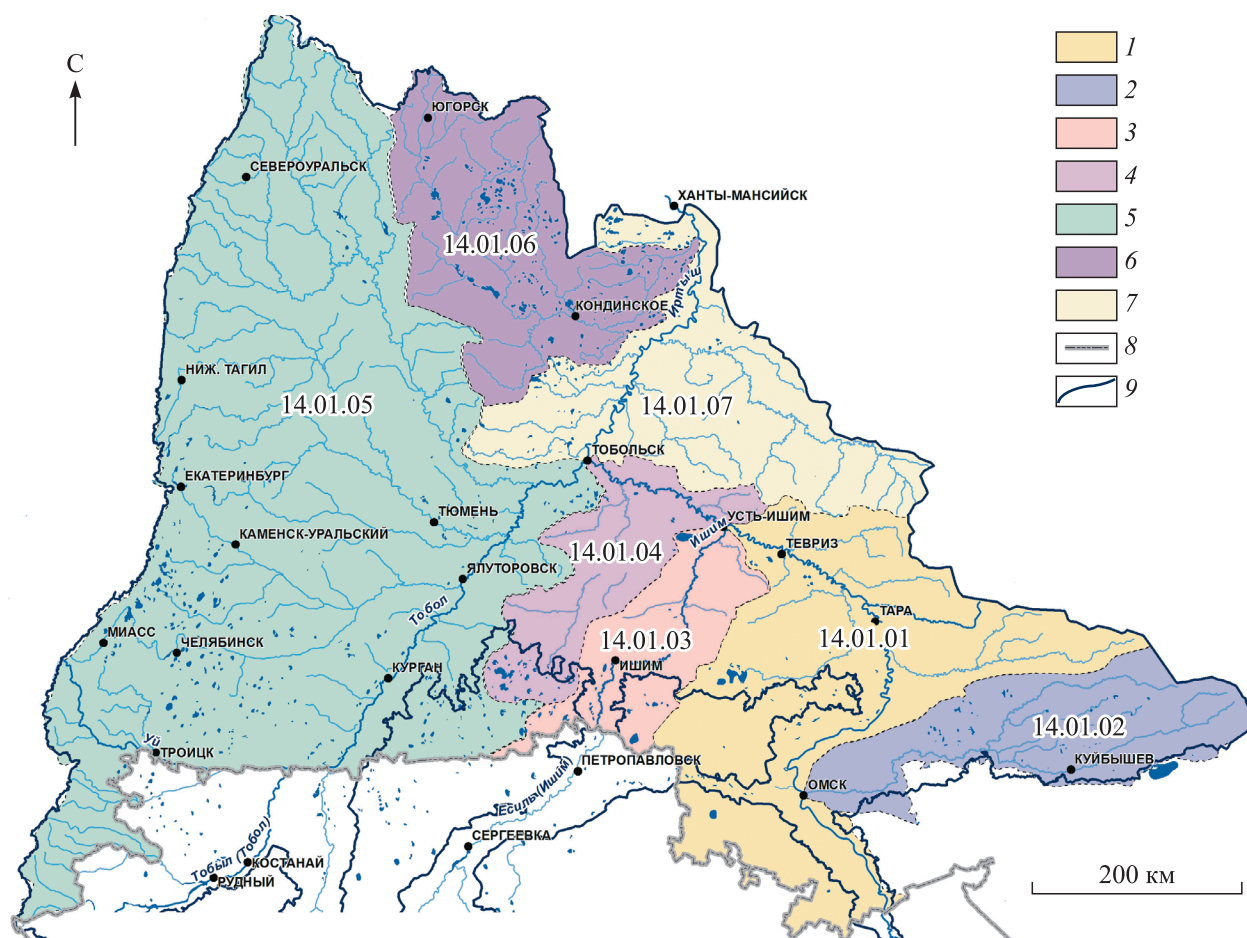 С
ЮГОРСК
СЕВЕРОУРАЛЬСК
ХАНТЫ-МАНСИЙСК
14.01.06
Иртыш
КОНДИНСКОЕ
НИЖ. ТАГИЛ
14.01.05
14.01.07
ТОБОЛЬСК
ЕКАТЕРИНБУРГ
ТЮМЕНЬ
УСТЬ-ИШИМ
Ишим
КАМЕНСК-УРАЛЬСКИЙ
14.01.04
ТЕВРИЗ
ЯЛУТОРОВСК
Тобол
ТАРА
МИАСС
ЧЕЛЯБИНСК
14.01.03
14.01.01
ИШИМ
КУРГАН
14.01.02
Уй
ТРОИЦК
ПЕТРОПАВЛОВСК
КУЙБЫШЕВ
Есиль (Ишим)
ОМСК
СЕРГЕЕВКА
Тобыл (Тобол)
КОСТАНАЙ
РУДНЫЙ
1
2
3
4
5
6
7
8
9
200 км